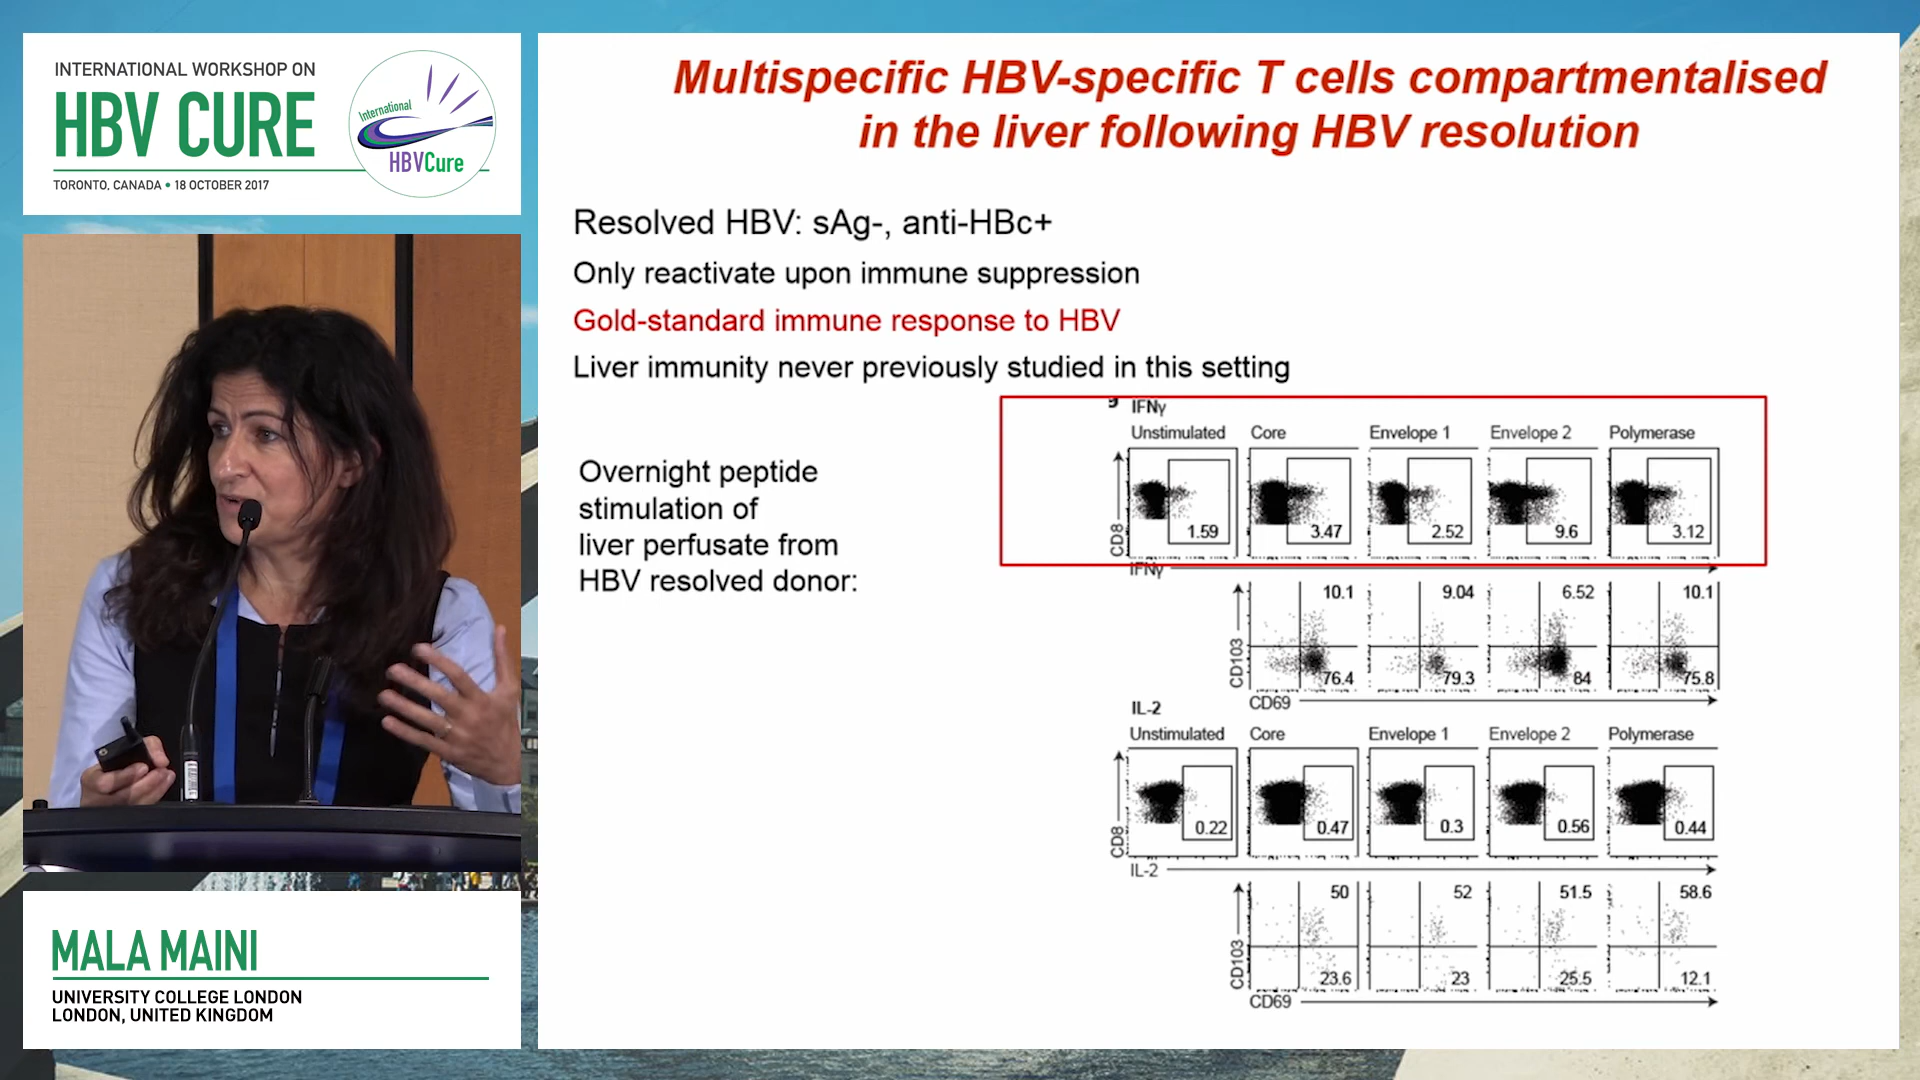 INTERNATIONAL WORKSHOP ON
HBV CURE
TORONTO, CANADA • 18 OCTOBER 2017
International
HBVCure
MALA MAINI
UNIVERSITY COLLEGE LONDON
LONDON, UNITED KINGDOM
Multispecific HBV-specific T cells compartmentalised
in the liver following HBV resolution
Resolved HBV: sAg-, anti-HBc+
Only reactivate upon immune suppression
Gold-standard immune response to HBV
Liver immunity never previously studied in this setting
Overnight peptide
stimulation of
liver perfusate from
HBV resolved donor:
IFNγ
Unstimulated Core Envelope 1 Envelope 2 Polymerase
CD8
1.59 3.47 2.52 9.6 3.12
IFNγ
10.1 9.04 6.52 10.1
CD103
76.4 79.3 84 75.8
CD69
IL-2
Unstimulated Core Envelope 1 Envelope 2 Polymerase
CD8
0.22 0.47 0.3 0.56 0.44
IL-2
50 52 51.5 58.6
CD103
23.6 23 25.5 12.1
CD69